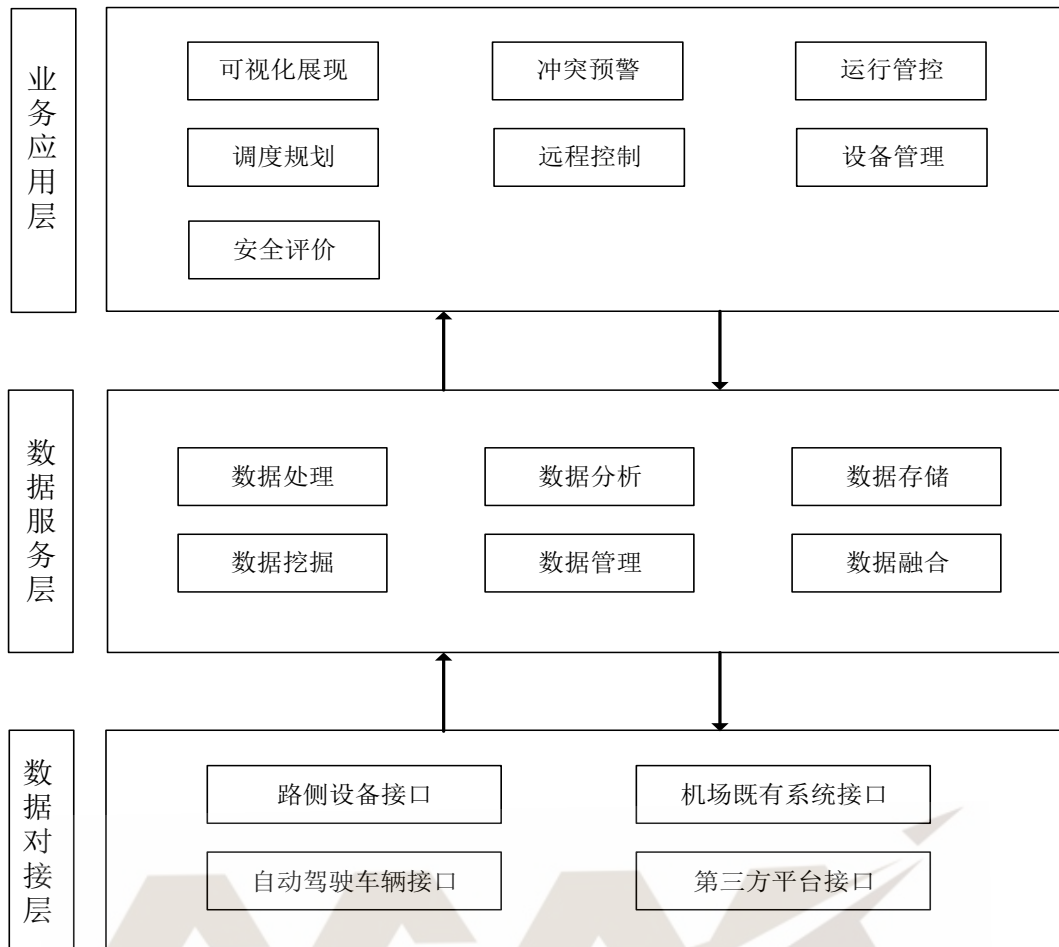 业务应用层
可视化展现 冲突预警 运行管控
调度规划 远程控制 设备管理
安全评价
数据服务层
数据处理 数据分析 数据存储
数据挖掘 数据管理 数据融合
数据对接层
路侧设备接口 机场既有系统接口
自动驾驶车辆接口 第三方平台接口